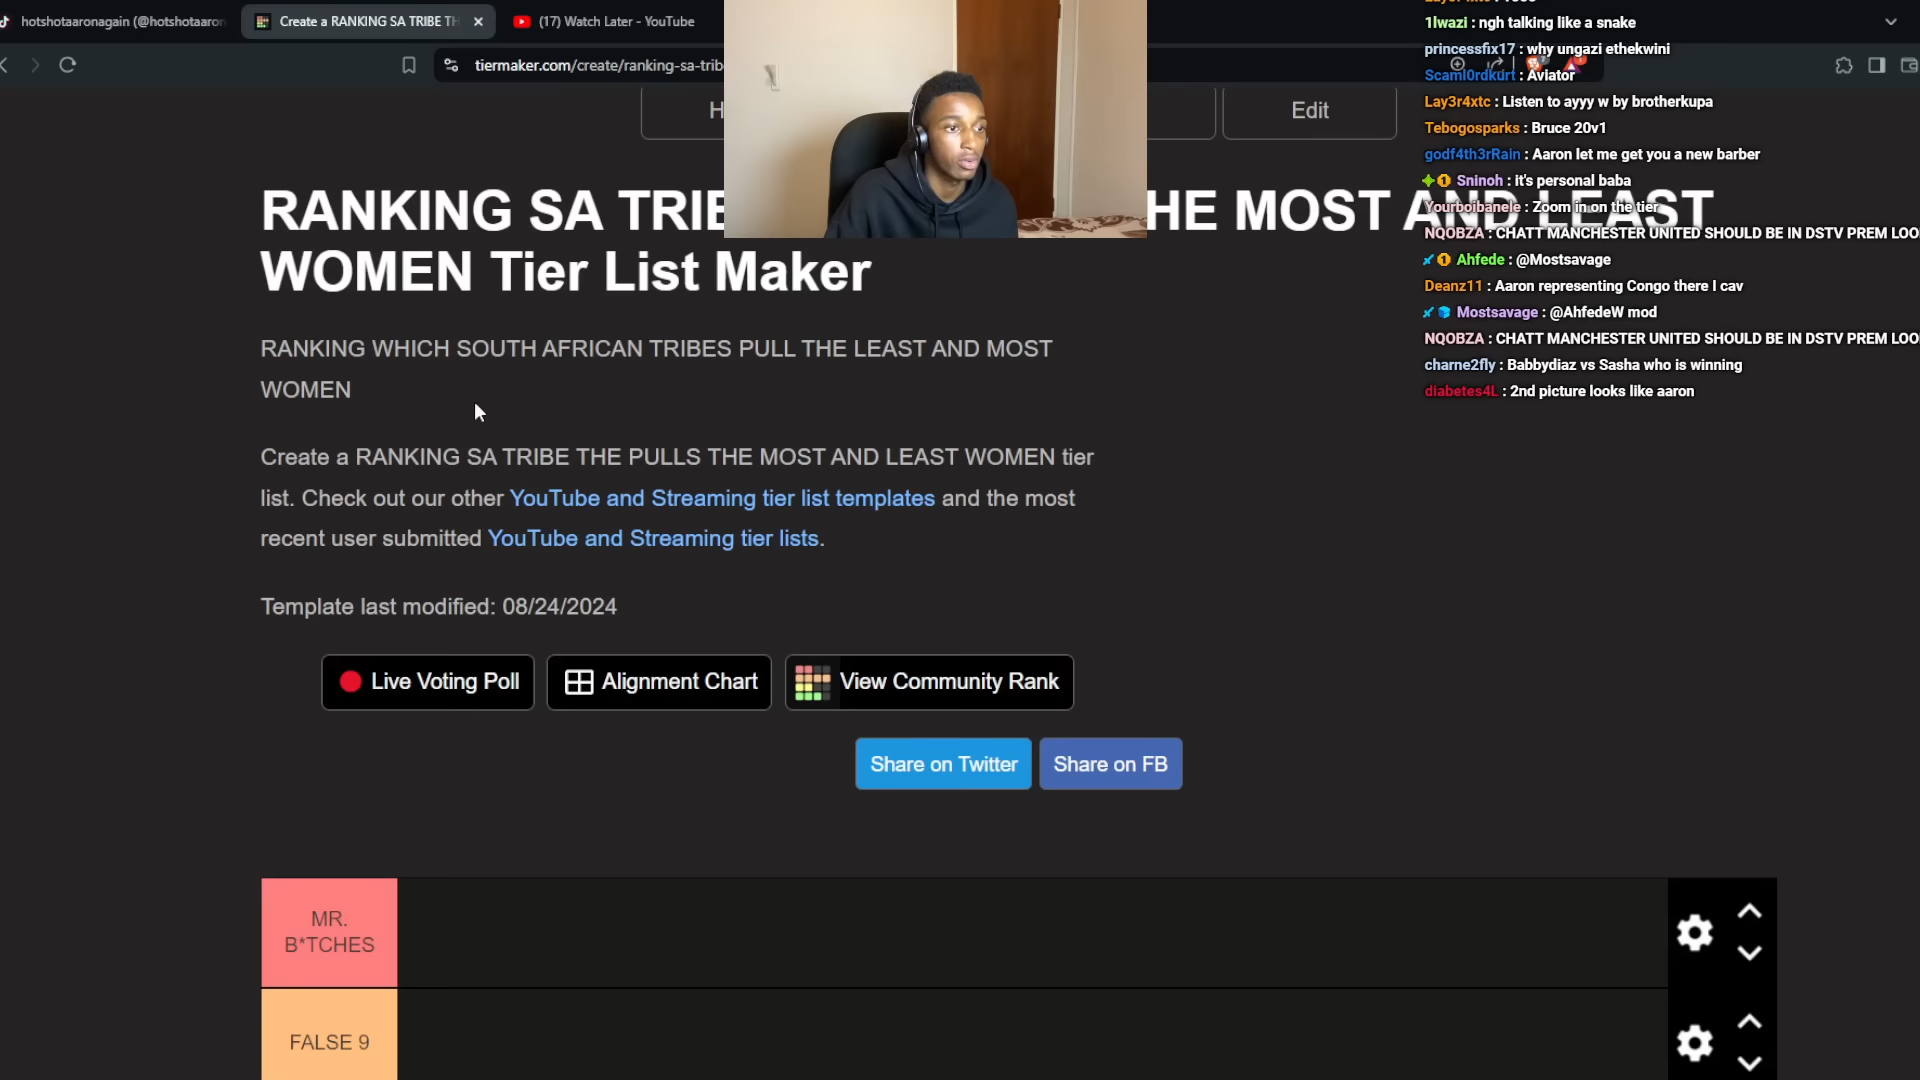 hotshotaaronagain (@hotshotaaron
Create a RANKING SA TRIBE TH
(17) Watch Later - YouTube
tiermaker.com/create/ranking-sa-trib
Edit
RANKING SA TRIBE
HE MOST AND LEAST
WOMEN Tier List Maker
RANKING WHICH SOUTH AFRICAN TRIBES PULL THE LEAST AND MOST
WOMEN
Create a RANKING SA TRIBE THE PULLS THE MOST AND LEAST WOMEN tier
list. Check out our other YouTube and Streaming tier list templates and the most
recent user submitted YouTube and Streaming tier lists.
Template last modified: 08/24/2024
Live Voting Poll
Alignment Chart
View Community Rank
Share on Twitter
Share on FB
MR.
B*TCHES
FALSE 9
1lwazi : ngh talking like a snake
princessfix17 : why ungazi ethekwini
Scaml0rdkurt : Aviator
Lay3r4xtc : Listen to ayyy w by brotherkupa
Tebogosparks : Bruce 20v1
godf4th3rRain : Aaron let me get you a new barber
Sninoh : it's personal baba
Yourboibanele : Zoom in on the tier
NQOBZA : CHATT MANCHESTER UNITED SHOULD BE IN DSTV PREM LOO
Ahfede : @Mostsavage
Deanz11 : Aaron representing Congo there I cav
Mostsavage : @AhfedeW mod
NQOBZA : CHATT MANCHESTER UNITED SHOULD BE IN DSTV PREM LOO
charne2fly : Babbydiaz vs Sasha who is winning
diabetes4L : 2nd picture looks like aaron